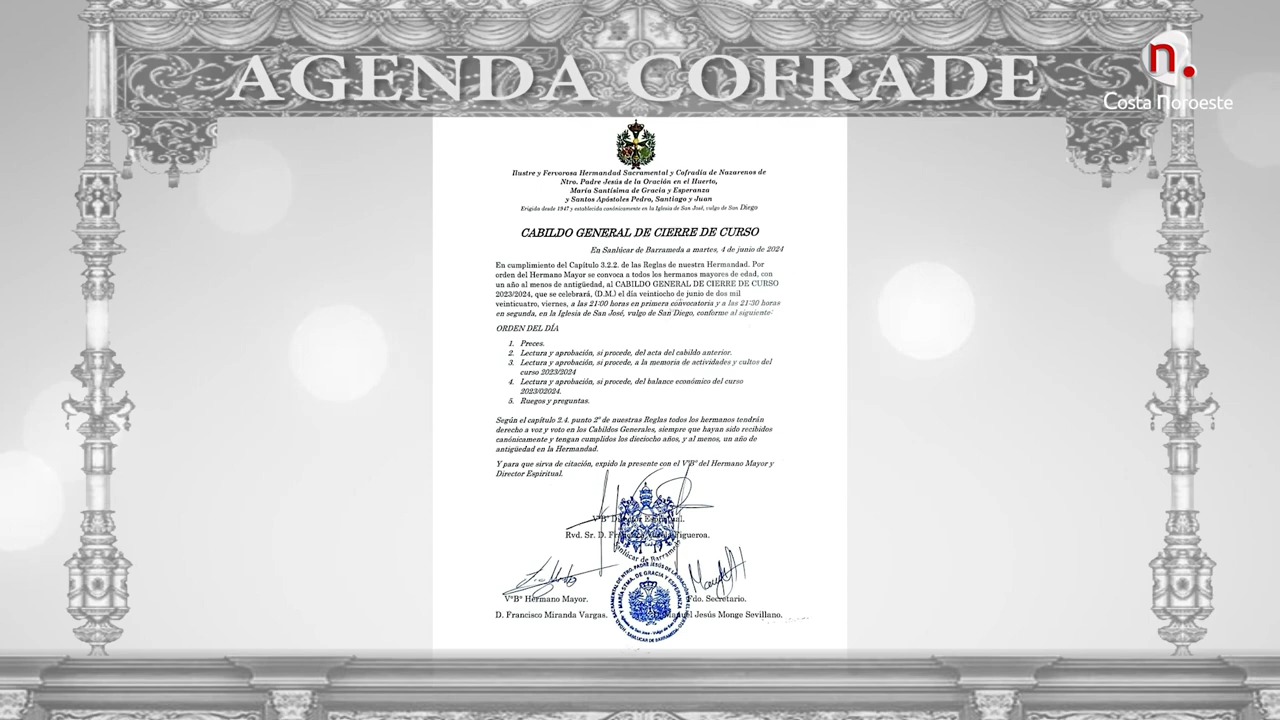 AGENDA COFRADE
n.
Costa Noroeste
Ilustre y Fervorosa Hermandad Sacramental y Cofradía de Nazarenos de
Ntro. Padre Jesús de la Oración en el Huerto,
María Santísima de Gracia y Esperanza
y Santos Apóstoles Pedro, Santiago y Juan
Erigida desde 1947 y establecida canónicamente en la Iglesia de San José, vulgo de San Diego
CABILDO GENERAL DE CIERRE DE CURSO
En Sanlúcar de Barrameda a martes, 4 de junio de 2024
En cumplimiento del Capítulo 3.2.2. de las Reglas de nuestra Hermandad. Por
orden del Hermano Mayor se convoca a todos los hermanos mayores de edad, con
un año al menos de antigüedad, al CABILDO GENERAL DE CIERRE DE CURSO
2023/2024, que se celebrará, (D.M.) el día veintiocho de junio de dos mil
veinticuatro, viernes, a las 21:00 horas en primera convocatoria y a las 21:30 horas
en segunda, en la Iglesia de San José, vulgo de San Diego, conforme al siguiente:
ORDEN DEL DÍA
1. Preces.
2. Lectura y aprobación, si procede, del acta del cabildo anterior.
3. Lectura y aprobación, si procede, a la memoria de actividades y cultos del
curso 2023/2024
4. Lectura y aprobación, si procede, del balance económico del curso
2023/02024.
5. Ruegos y preguntas.
Según el capítulo 2.4. punto 2º de nuestras Reglas todos los hermanos tendrán
derecho a voz y voto en los Cabildos Generales, siempre que hayan sido recibidos
canónicamente y tengan cumplidos los dieciocho años, y al menos, un año de
antigüedad en la Hermandad.
Y para que sirva de citación, expido la presente con el VºBº del Hermano Mayor y
Director Espiritual.
VºBº Director Espiritual.
Rvd. Sr. D. Figueroa.
Sanlúcar de Barrameda
VºBº Hermano Mayor. Fdo. Secretario.
D. Francisco Miranda Vargas. Manuel Jesús Monge Sevillano.